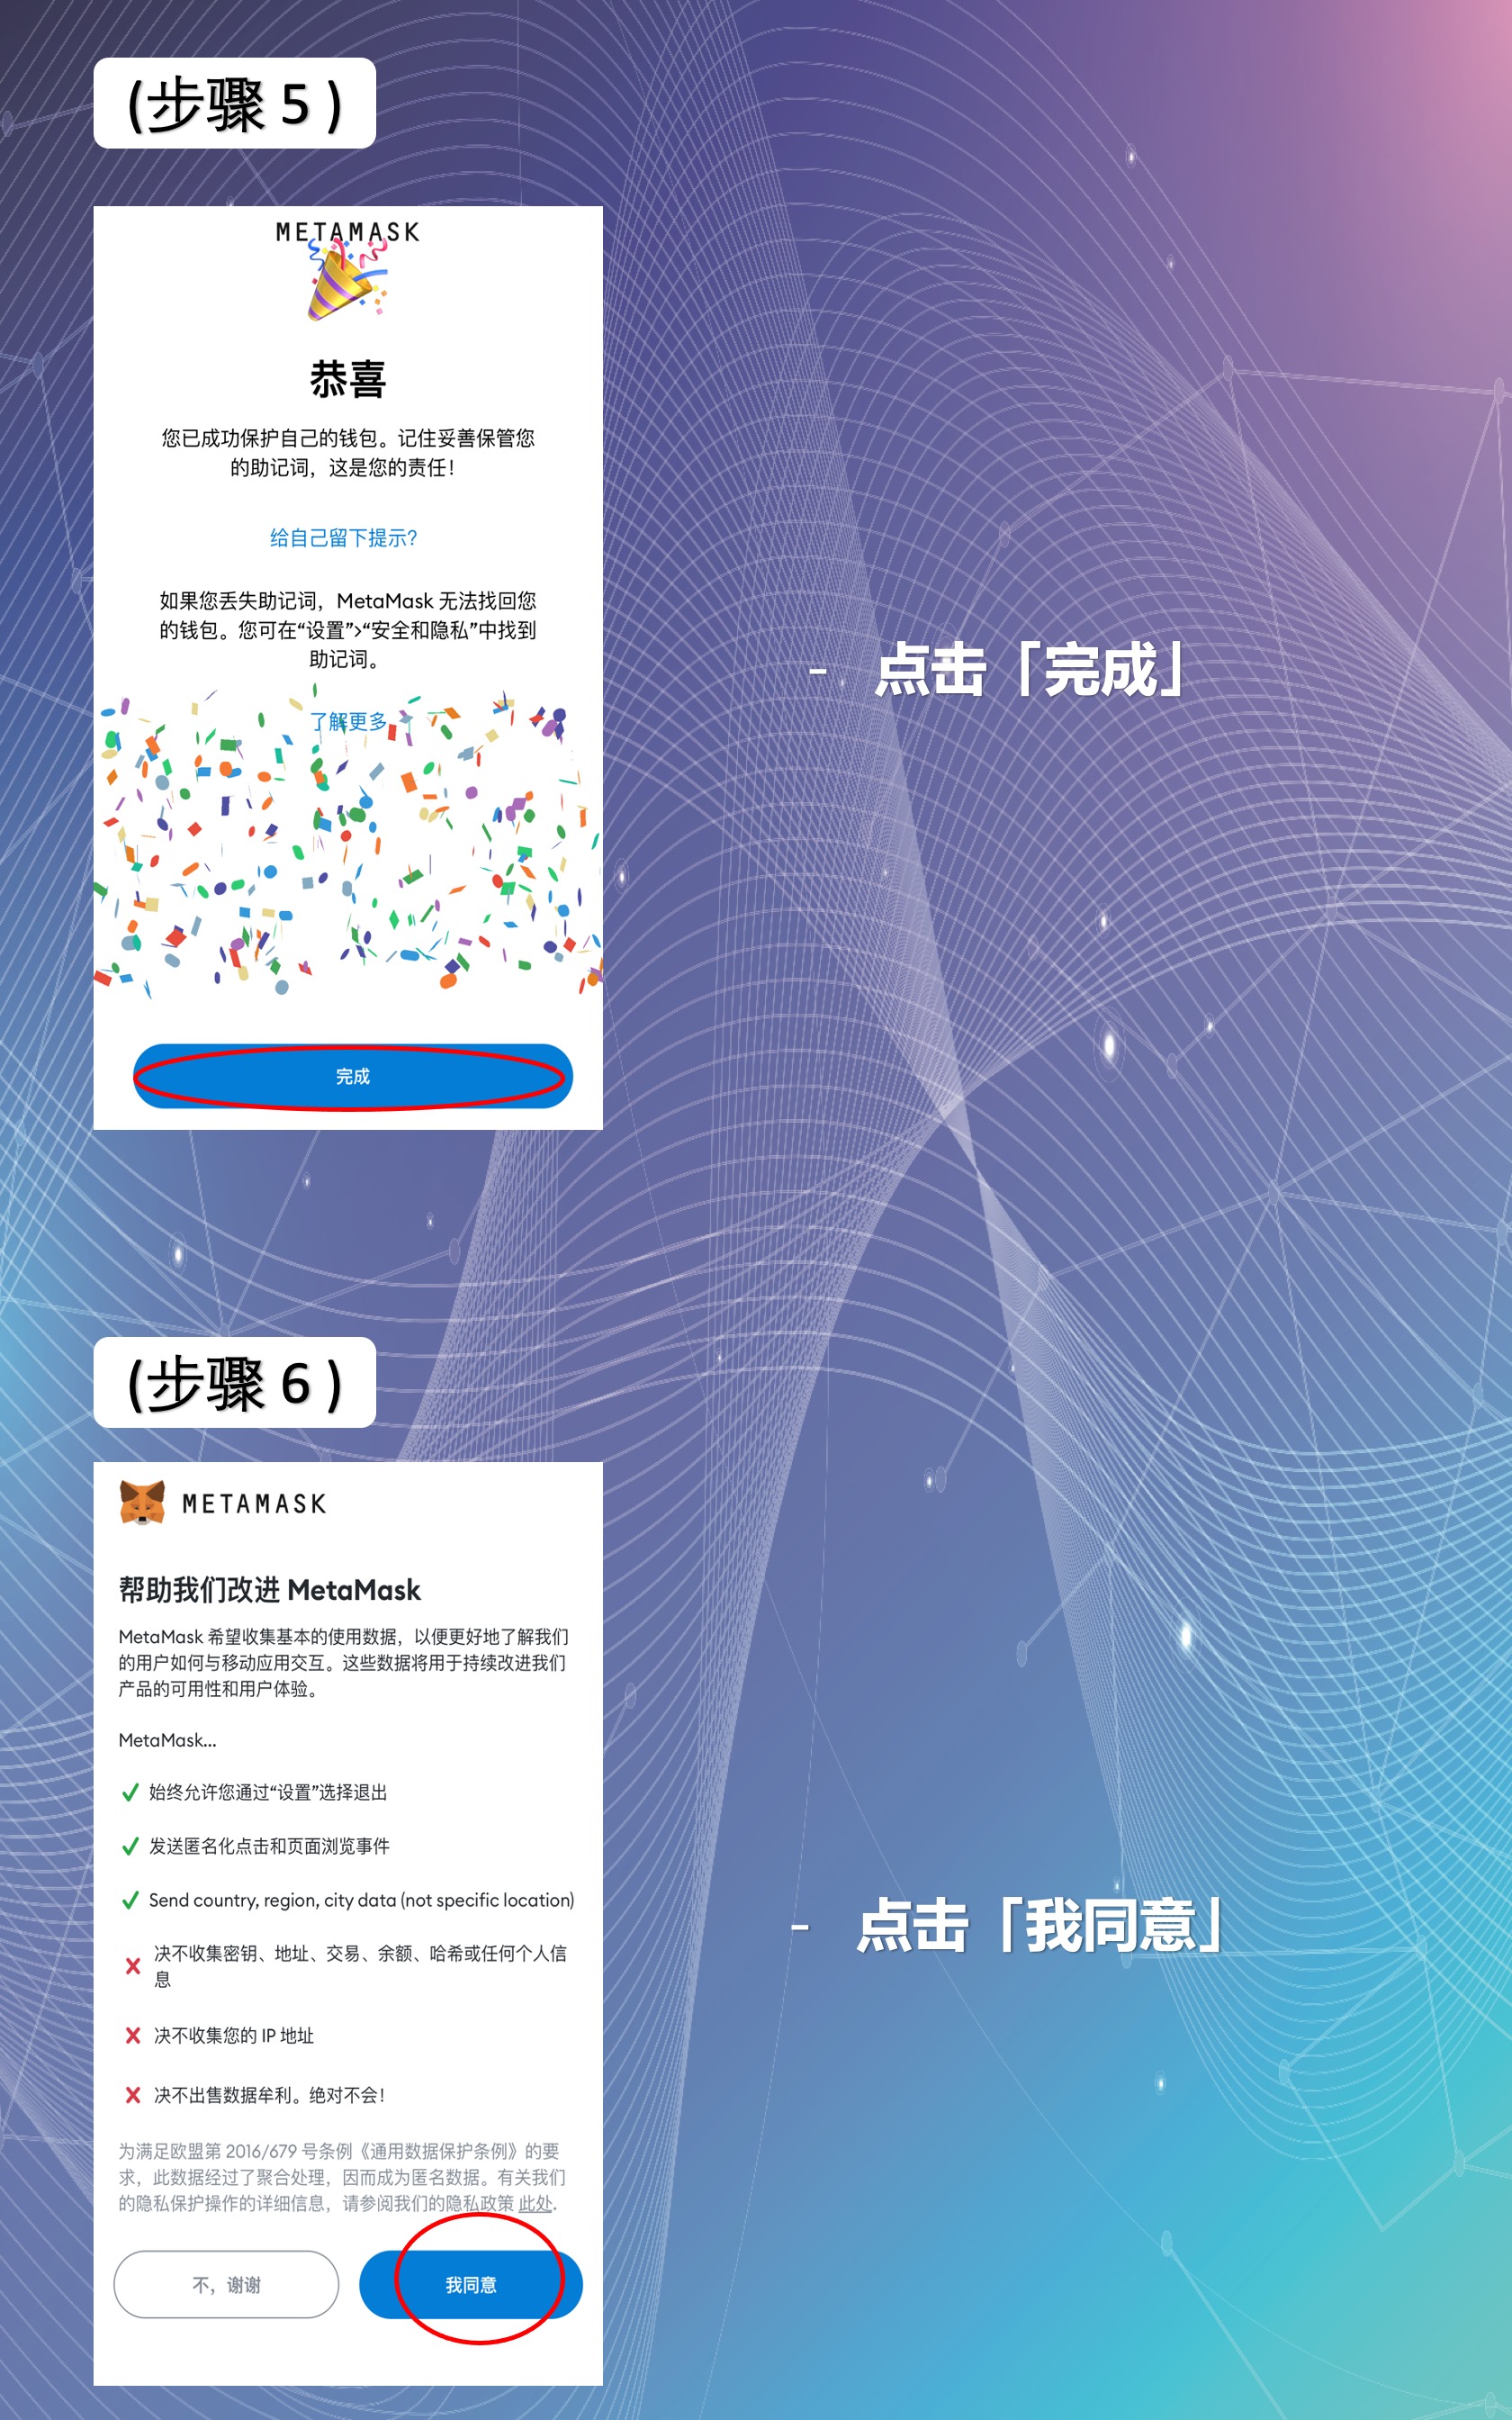 (步骤 5 )
METAMASK
恭喜
您已成功保护自己的钱包。记住妥善保管您
的助记词，这是您的责任！
给自己留下提示？
如果您丢失助记词，MetaMask 无法找回您
的钱包。您可在“设置”>“安全和隐私”中找到
助记词。
了解更多
完成
- 点击「完成」
(步骤 6 )
METAMASK
帮助我们改进 MetaMask
MetaMask 希望收集基本的使用数据，以便更好地了解我们
的用户如何与移动应用交互。这些数据将用于持续改进我们
产品的可用性和用户体验。
MetaMask...
始终允许您通过“设置”选择退出
发送匿名化点击和页面浏览事件
Send country, region, city data (not specific location)
决不收集密钥、地址、交易、余额、哈希或任何个人信
息
决不收集您的 IP 地址
决不出售数据牟利。绝对不会！
为满足欧盟第 2016/679 号条例《通用数据保护条例》的要
求，此数据经过了聚合处理，因而成为匿名数据。有关我们
的隐私保护操作的详细信息，请参阅我们的隐私政策 此处.
不，谢谢
我同意
- 点击「我同意」